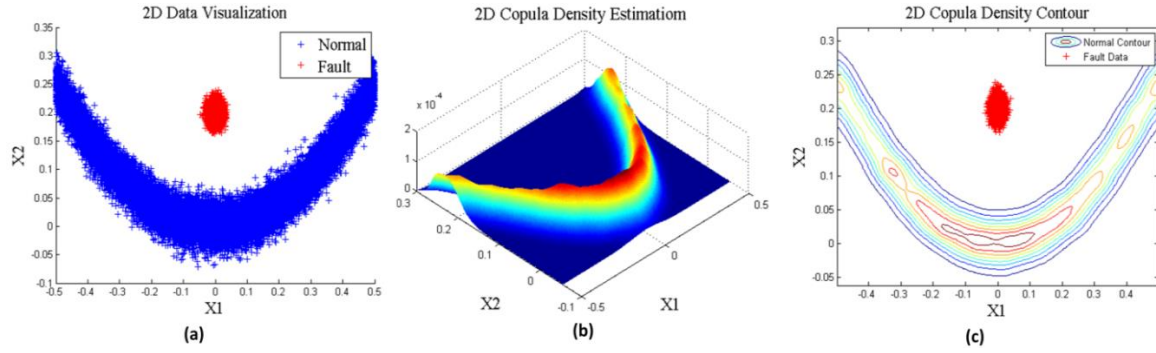 2D Data Visualization
0.35
0.3
0.25
0.2
0.15
0.1
0.05
0
-0.05
-0.1
X2
-0.5 -0.4 -0.3 -0.2 -0.1 0 0.1 0.2 0.3 0.4 0.5
X1
Normal
Fault
(a)
2D Copula Density Estimatiom
x 10-4
2
1
0
0.3
0.2
0.1
0
-0.1
X2
-0.5
0
0.5
X1
(b)
2D Copula Density Contour
Normal Contour
Fault Data
0.3
0.25
0.2
0.15
0.1
0.05
0
-0.05
X2
-0.4 -0.3 -0.2 -0.1 0 0.1 0.2 0.3 0.4
X1
(c)